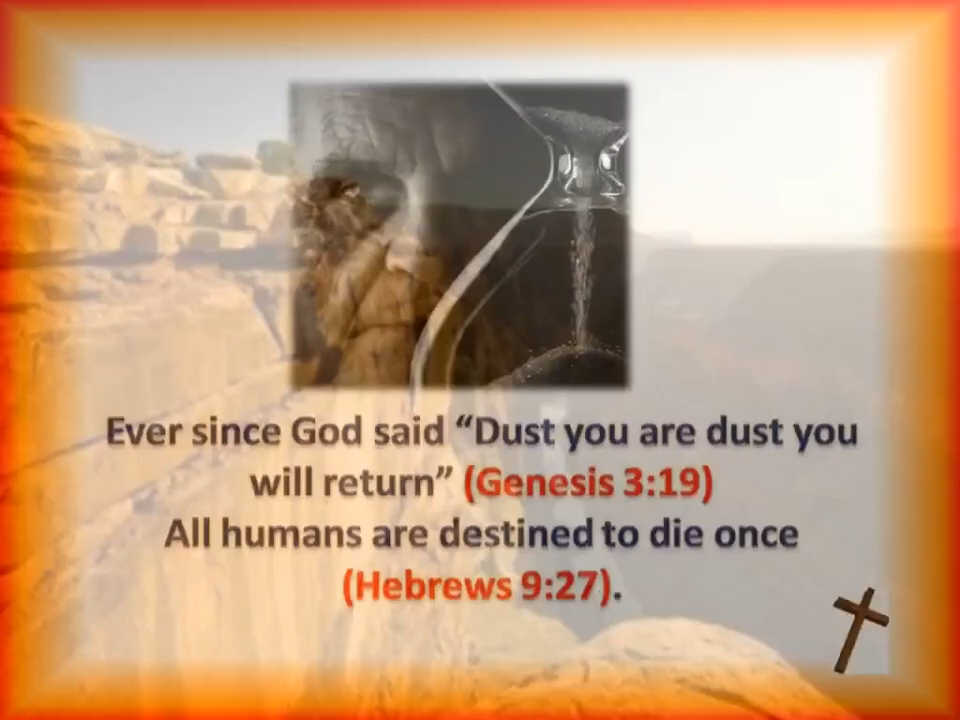 Ever since God said “Dust you are dust you
will return” (Genesis 3:19)
All humans are destined to die once
(Hebrews 9:27).